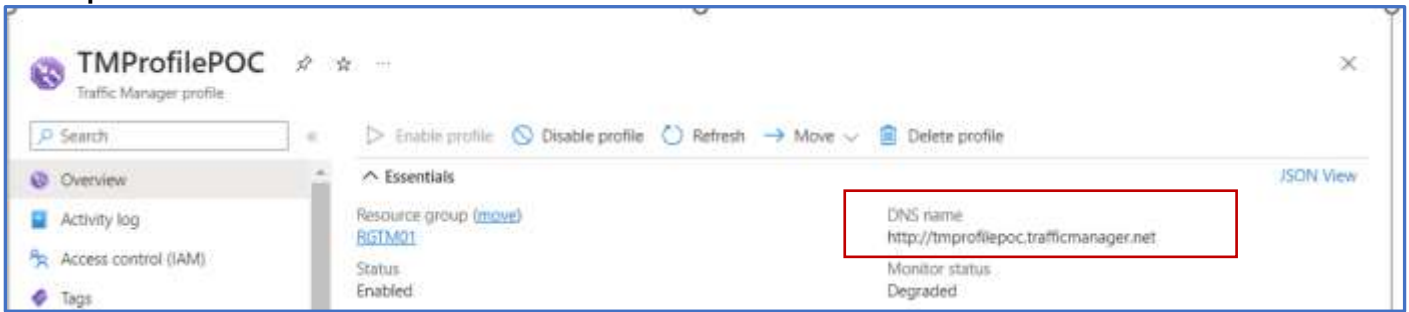 TMProfilePOC
Traffic Manager profile
Search
Enable profile Disable profile Refresh Move Delete profile
Overview
Essentials
JSON View
Activity log
Resource group (move)
DNS name
RGTM01
http://tmprofilepoc.trafficmanager.net
Access control (IAM)
Status
Monitor status
Tags
Enabled
Degraded